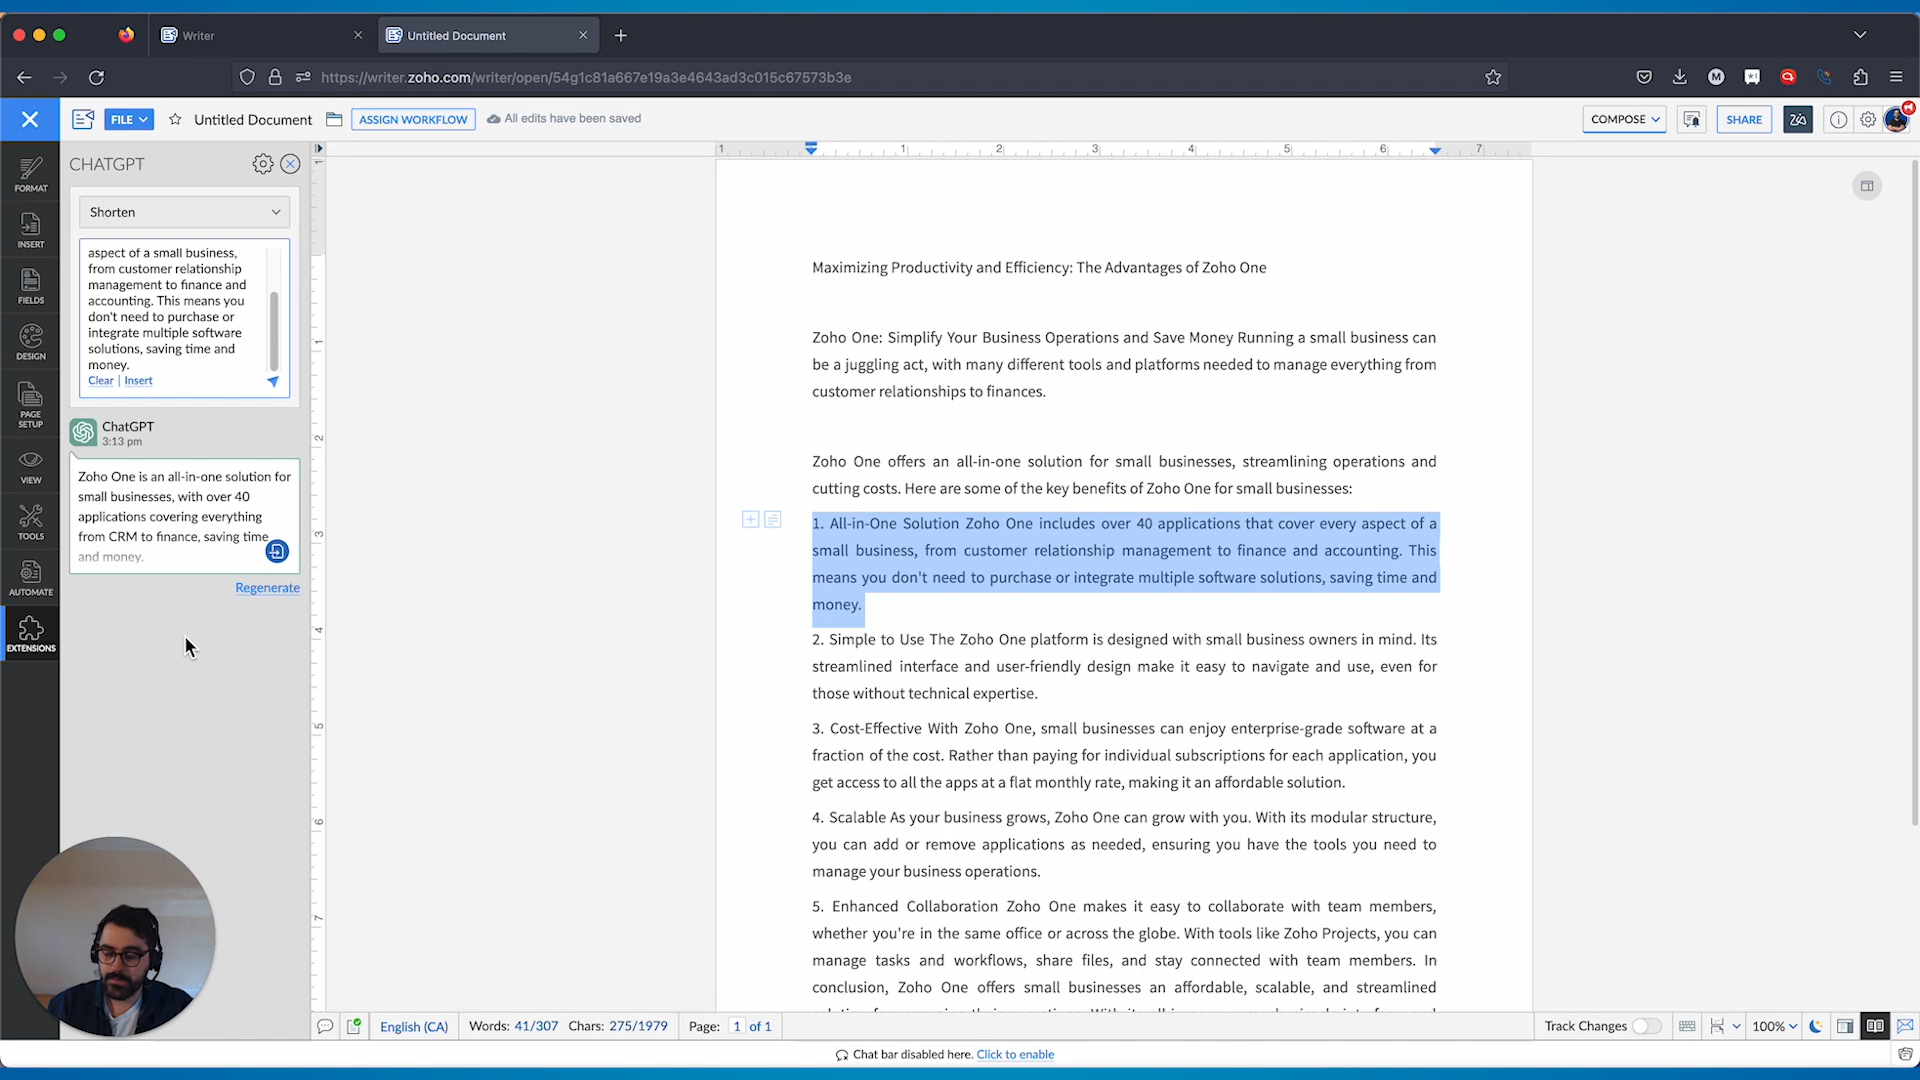 Writer
Untitled Document
https://writer.zoho.com/writer/open/54g1c81a667e19a3e4643ad3c015c67573b3e
FILE
Untitled Document
ASSIGN WORKFLOW
All edits have been saved
COMPOSE
SHARE
FORMAT
INSERT
FIELDS
DESIGN
PAGE
SETUP
VIEW
TOOLS
AUTOMATE
EXTENSIONS
CHATGPT
Shorten
aspect of a small business,
from customer relationship
management to finance and
accounting. This means you
don't need to purchase or
integrate multiple software
solutions, saving time and
money.
Clear | Insert
ChatGPT
3:13 pm
Zoho One is an all-in-one solution for
small businesses, with over 40
applications covering everything
from CRM to finance, saving time
and money.
Regenerate
1 1 2 3 4 5 6 7
1
1
2
3
4
5
6
7
Maximizing Productivity and Efficiency: The Advantages of Zoho One
Zoho One: Simplify Your Business Operations and Save Money Running a small business can
be a juggling act, with many different tools and platforms needed to manage everything from
customer relationships to finances.
Zoho One offers an all-in-one solution for small businesses, streamlining operations and
cutting costs. Here are some of the key benefits of Zoho One for small businesses:
1. All-in-One Solution Zoho One includes over 40 applications that cover every aspect of a
small business, from customer relationship management to finance and accounting. This
means you don't need to purchase or integrate multiple software solutions, saving time and
money.
2. Simple to Use The Zoho One platform is designed with small business owners in mind. Its
streamlined interface and user-friendly design make it easy to navigate and use, even for
those without technical expertise.
3. Cost-Effective With Zoho One, small businesses can enjoy enterprise-grade software at a
fraction of the cost. Rather than paying for individual subscriptions for each application, you
get access to all the apps at a flat monthly rate, making it an affordable solution.
4. Scalable As your business grows, Zoho One can grow with you. With its modular structure,
you can add or remove applications as needed, ensuring you have the tools you need to
manage your business operations.
5. Enhanced Collaboration Zoho One makes it easy to collaborate with team members,
whether you're in the same office or across the globe. With tools like Zoho Projects, you can
manage tasks and workflows, share files, and stay connected with team members. In
conclusion, Zoho One offers small businesses an affordable, scalable, and streamlined
English (CA)
Words: 41/307 Chars: 275/1979
Page: 1 of 1
Track Changes
100%
Chat bar disabled here. Click to enable